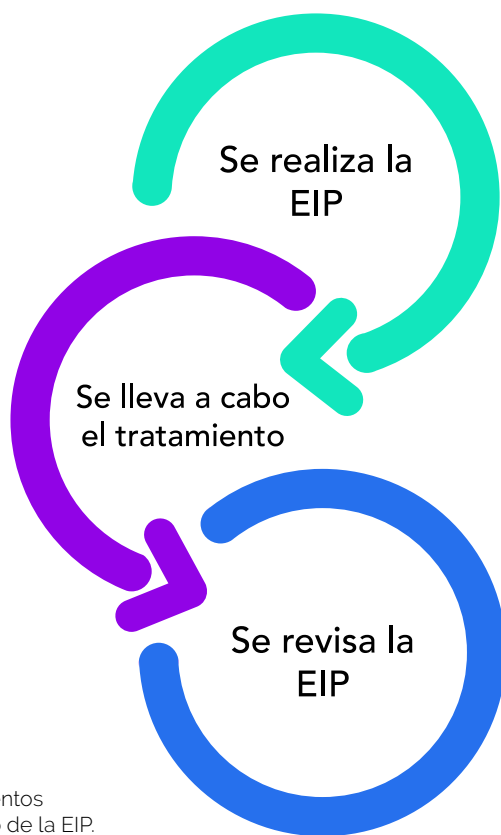 Se realiza la
EIP
Se lleva a cabo
el tratamiento
Se revisa la
EIP
de la EIP.